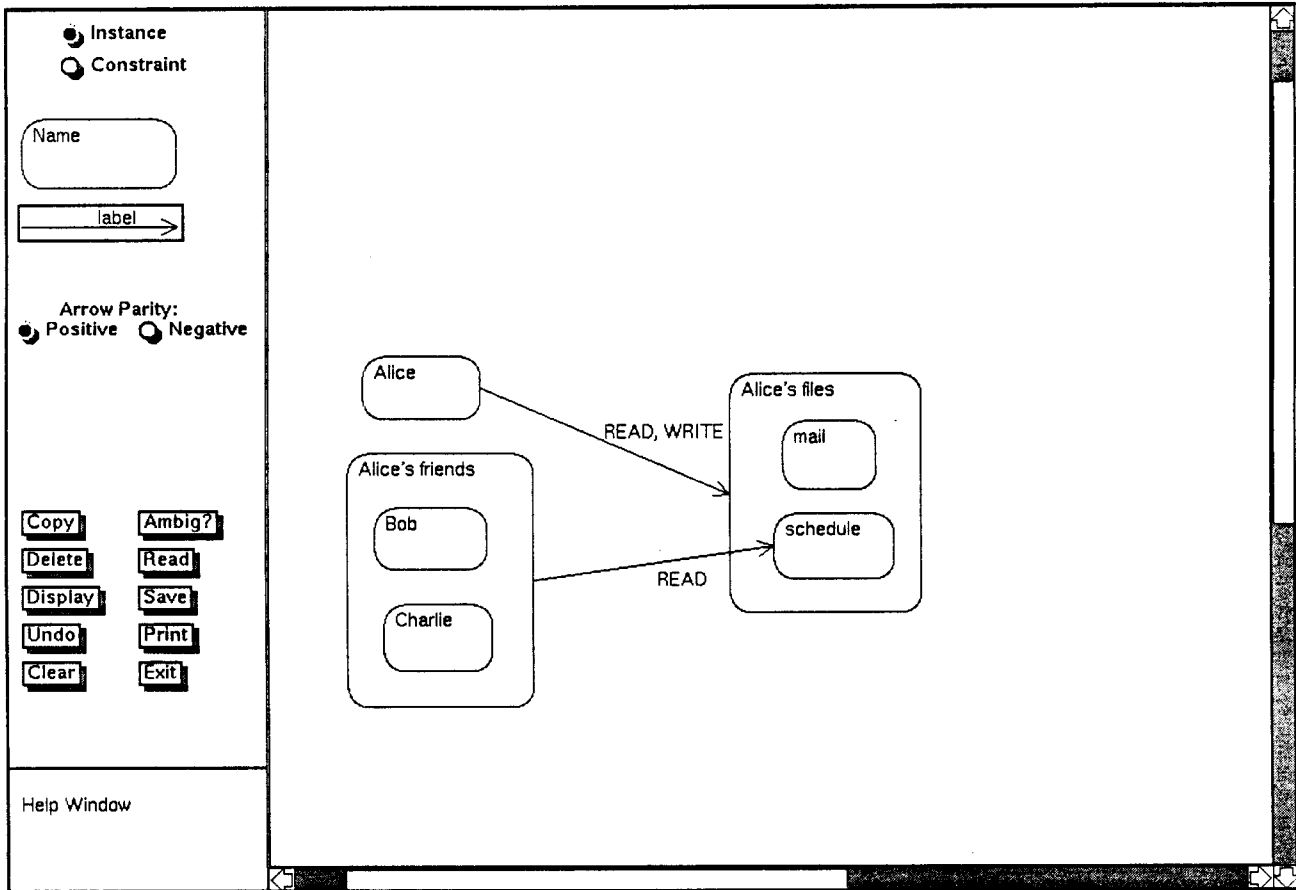 Instance
Constraint
Name
label
Arrow Parity:
Positive Negative
Copy Ambig?
Delete Read
Display Save
Undo Print
Clear Exit
Help Window
Alice
READ, WRITE
Alice's friends
Bob
Charlie
READ
Alice's files
mail
schedule